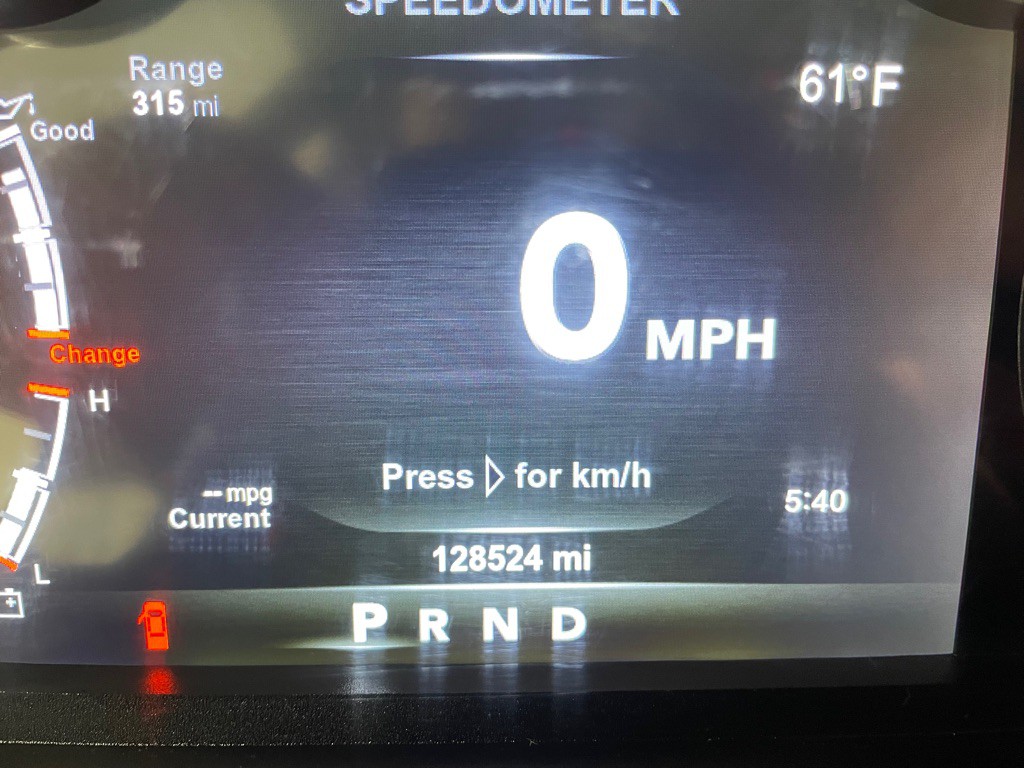 SPEEDOMETER
Range
315 mi
61°F
Good
0 MPH
Change
H
Press ▷ for km/h
-- mpg
Current
5:40
128524 mi
L
P R N D